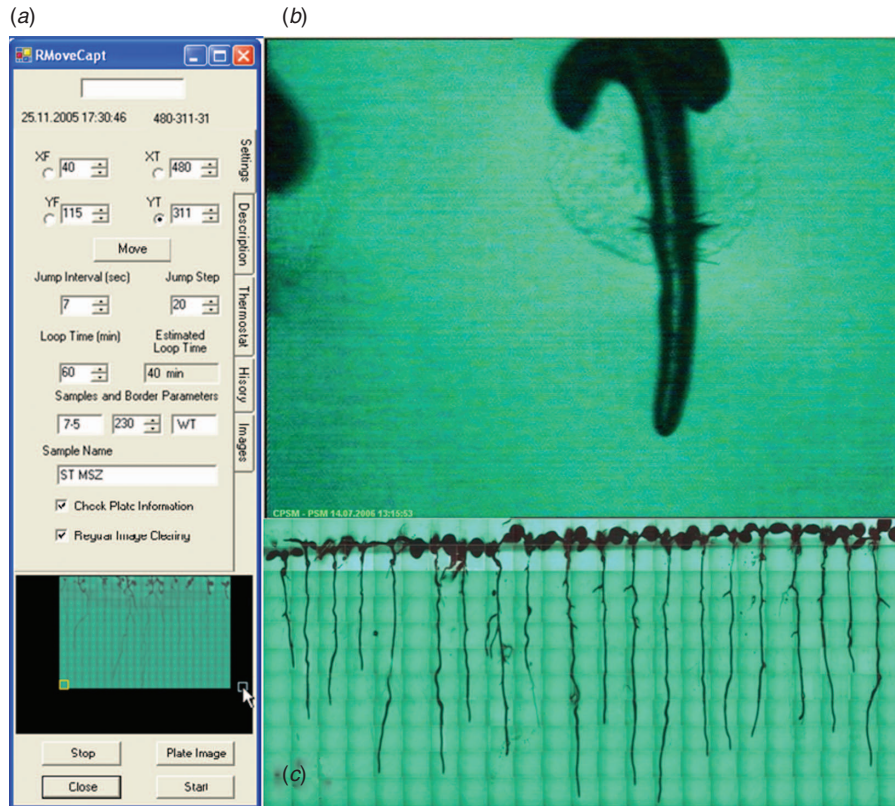 (a)
(b)
RMoveCapt
25.11.2005 17:30:46 480-311-31
XF 40 XT 480
YF 115 YT 311
Move
Jump Interval (sec) Jump Step
7 20
Loop Time (min) Estimated Loop Time
60 40 min
Samples and Border Parameters
7-5 230 WT
Sample Name
ST MSZ
Check Plate Information
Regular Image Clearing
Settings
Description
Thermostat
Hisory
Images
Stop Plate Image
Close Start
CPSM - PSM 14.07.2006 13:15:53
(c)